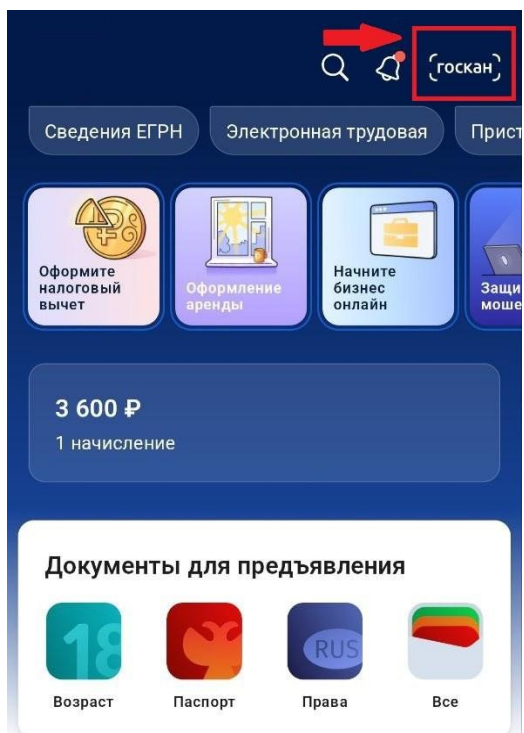 госкан
Сведения ЕГРН
Электронная трудовая
Прист
Оформите
налоговый
вычет
Оформление
аренды
Начните
бизнес
онлайн
Защи
моше
3 600 ₽
1 начисление
Документы для предъявления
18
RUS
Возраст
Паспорт
Права
Все